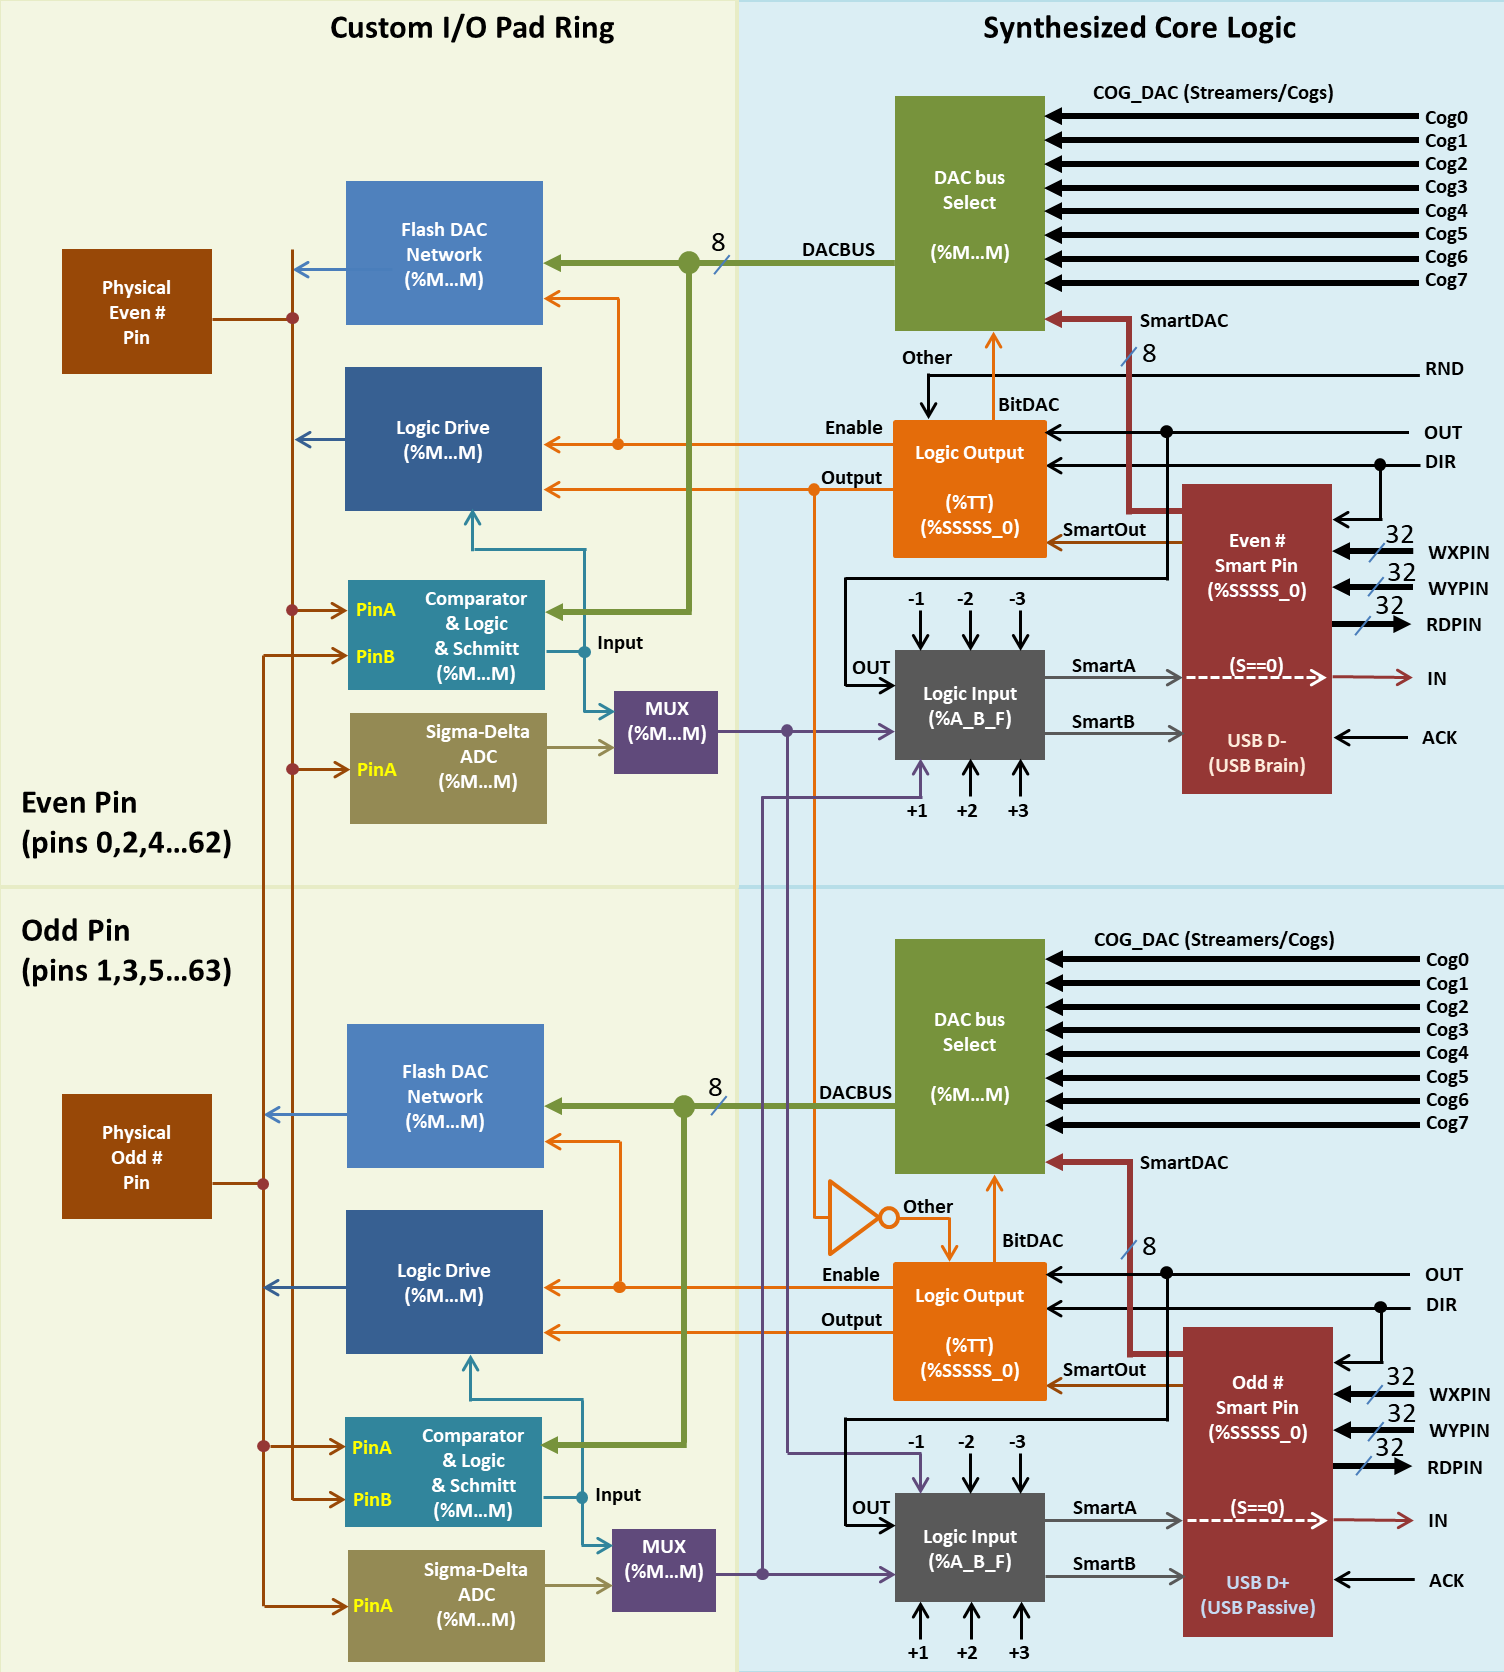 Custom I/O Pad Ring
Synthesized Core Logic
COG_DAC (Streamers/Cogs)
Cog0
Cog1
Cog2
Cog3
Cog4
Cog5
Cog6
Cog7
DAC bus
Select
(%M...M)
Flash DAC
Network
(%M...M)
8
DACBUS
Physical
Even #
Pin
SmartDAC
8
Other
RND
BitDAC
Logic Drive
(%M...M)
Enable
Output
Logic Output
(%TT)
(%SSSSS_0)
OUT
DIR
SmartOut
Even #
Smart Pin
(%SSSSS_0)
32
WXPIN
32
WYPIN
32
RDPIN
PinA
PinB
Comparator
& Logic
& Schmitt
(%M...M)
Input
-1
-2
-3
OUT
Logic Input
(%A_B_F)
SmartA
SmartB
(S==0)
IN
USB D-
(USB Brain)
ACK
MUX
(%M...M)
Sigma-Delta
ADC
(%M...M)
PinA
+1
+2
+3
Even Pin
(pins 0,2,4...62)
Odd Pin
(pins 1,3,5...63)
COG_DAC (Streamers/Cogs)
Cog0
Cog1
Cog2
Cog3
Cog4
Cog5
Cog6
Cog7
DAC bus
Select
(%M...M)
Flash DAC
Network
(%M...M)
8
DACBUS
Physical
Odd #
Pin
SmartDAC
8
Other
BitDAC
Logic Drive
(%M...M)
Enable
Output
Logic Output
(%TT)
(%SSSSS_0)
OUT
DIR
SmartOut
Odd #
Smart Pin
(%SSSSS_0)
32
WXPIN
32
WYPIN
32
RDPIN
PinA
PinB
Comparator
& Logic
& Schmitt
(%M...M)
Input
-1
-2
-3
OUT
Logic Input
(%A_B_F)
SmartA
SmartB
(S==0)
IN
USB D+
(USB Passive)
ACK
MUX
(%M...M)
Sigma-Delta
ADC
(%M...M)
PinA
+1
+2
+3